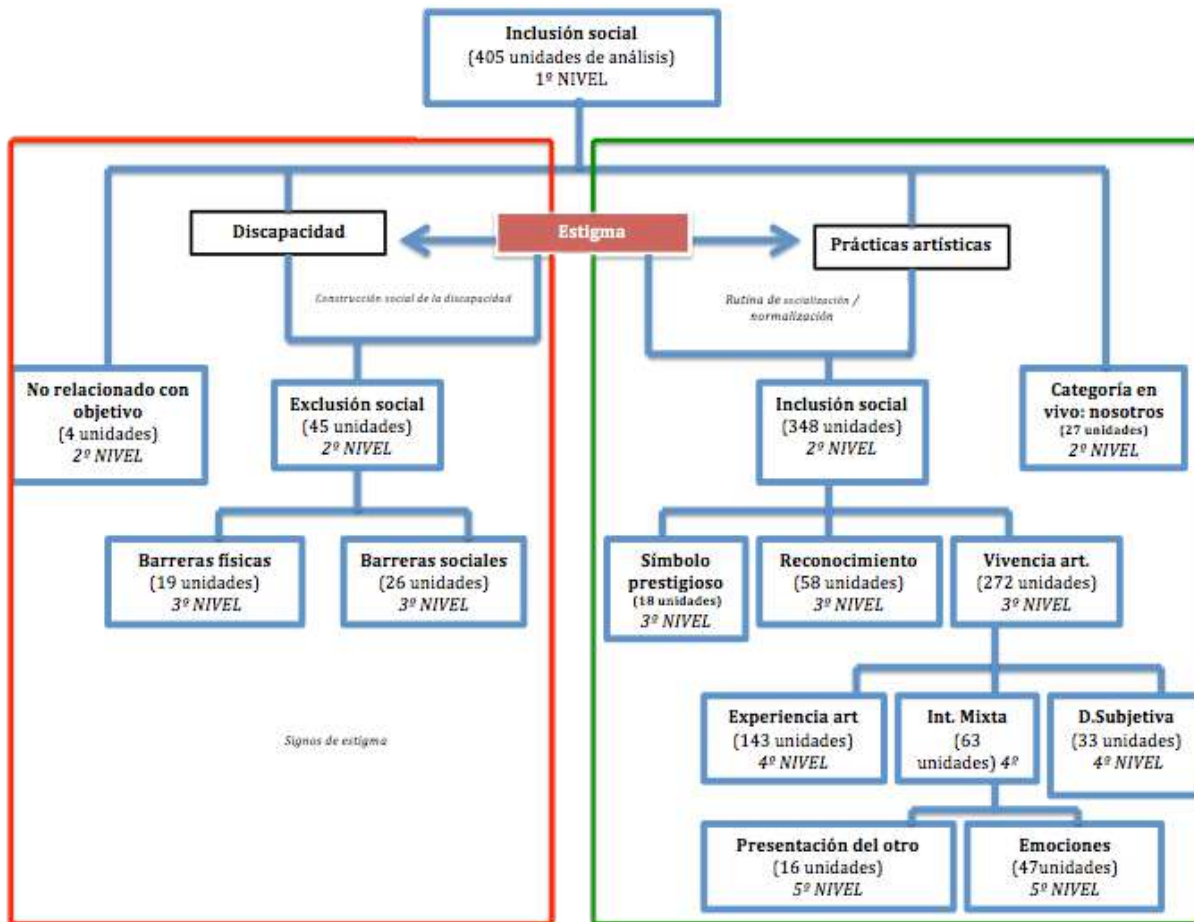 Inclusión social
(405 unidades de análisis)
1º NIVEL
Discapacidad
Estigma
Prácticas artísticas
Construcción social de la discapacidad
Rutina de socialización /
normalización
No relacionado con
objetivo
(4 unidades)
2º NIVEL
Exclusión social
(45 unidades)
2º NIVEL
Inclusión social
(348 unidades)
2º NIVEL
Categoría en
vivo: nosotros
(27 unidades)
2º NIVEL
Barreras físicas
(19 unidades)
3º NIVEL
Barreras sociales
(26 unidades)
3º NIVEL
Símbolo
prestigioso
(18 unidades)
3º NIVEL
Reconocimiento
(58 unidades)
3º NIVEL
Vivencia art.
(272 unidades)
3º NIVEL
Signos de estigma
Experiencia art
(143 unidades)
4º NIVEL
Int. Mixta
(63
unidades) 4º
D.Subjetiva
(33 unidades)
4º NIVEL
Presentación del otro
(16 unidades)
5º NIVEL
Emociones
(47unidades)
5º NIVEL